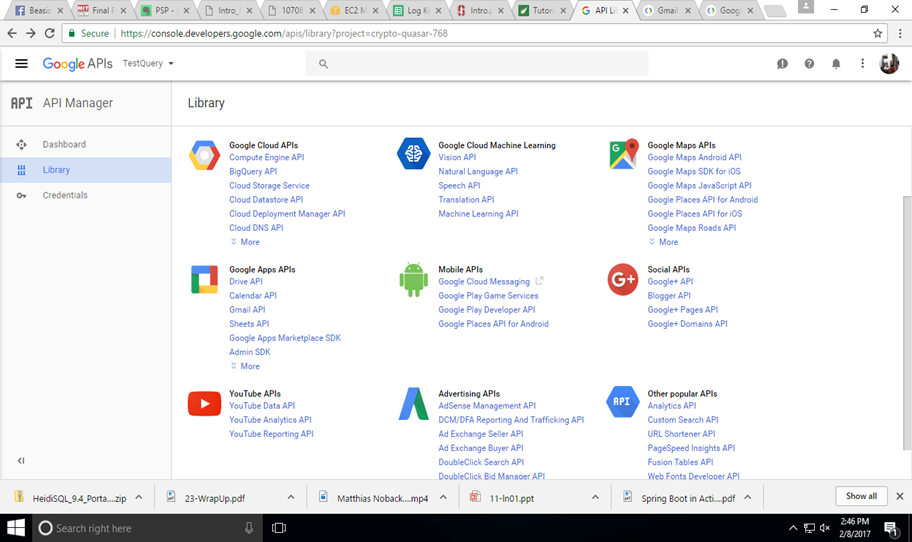 Beasis
Final P
PSP -
Intro_
10708
EC2 M
Log Ke
Intro.p
Tutori
API Li
Gmail
Google
Secure https://console.developers.google.com/apis/library?project=crypto-quasar-768
Google APIs TestQuery
API API Manager
Library
Dashboard
Library
Credentials
Google Cloud APIs
Compute Engine API
BigQuery API
Cloud Storage Service
Cloud Datastore API
Cloud Deployment Manager API
Cloud DNS API
More
Google Cloud Machine Learning
Vision API
Natural Language API
Speech API
Translation API
Machine Learning API
Google Maps APIs
Google Maps Android API
Google Maps SDK for iOS
Google Maps JavaScript API
Google Places API for Android
Google Places API for iOS
Google Maps Roads API
More
Google Apps APIs
Drive API
Calendar API
Gmail API
Sheets API
Google Apps Marketplace SDK
Admin SDK
More
Mobile APIs
Google Cloud Messaging
Google Play Game Services
Google Play Developer API
Google Places API for Android
G+
Social APIs
Google+ API
Blogger API
Google+ Pages API
Google+ Domains API
YouTube APIs
YouTube Data API
YouTube Analytics API
YouTube Reporting API
Advertising APIs
AdSense Management API
DCM/DFA Reporting And Trafficking API
Ad Exchange Seller API
Ad Exchange Buyer API
DoubleClick Search API
DoubleClick Bid Manager API
API
Other popular APIs
Analytics API
Custom Search API
URL Shortener API
PageSpeed Insights API
Fusion Tables API
Web Fonts Developer API
HeidiSQL_9.4_Porta....zip
23-WrapUp.pdf
Matthias Noback....mp4
11-ln01.ppt
Spring Boot in Acti....pdf
Show all
Search right here
2:46 PM
2/8/2017
1